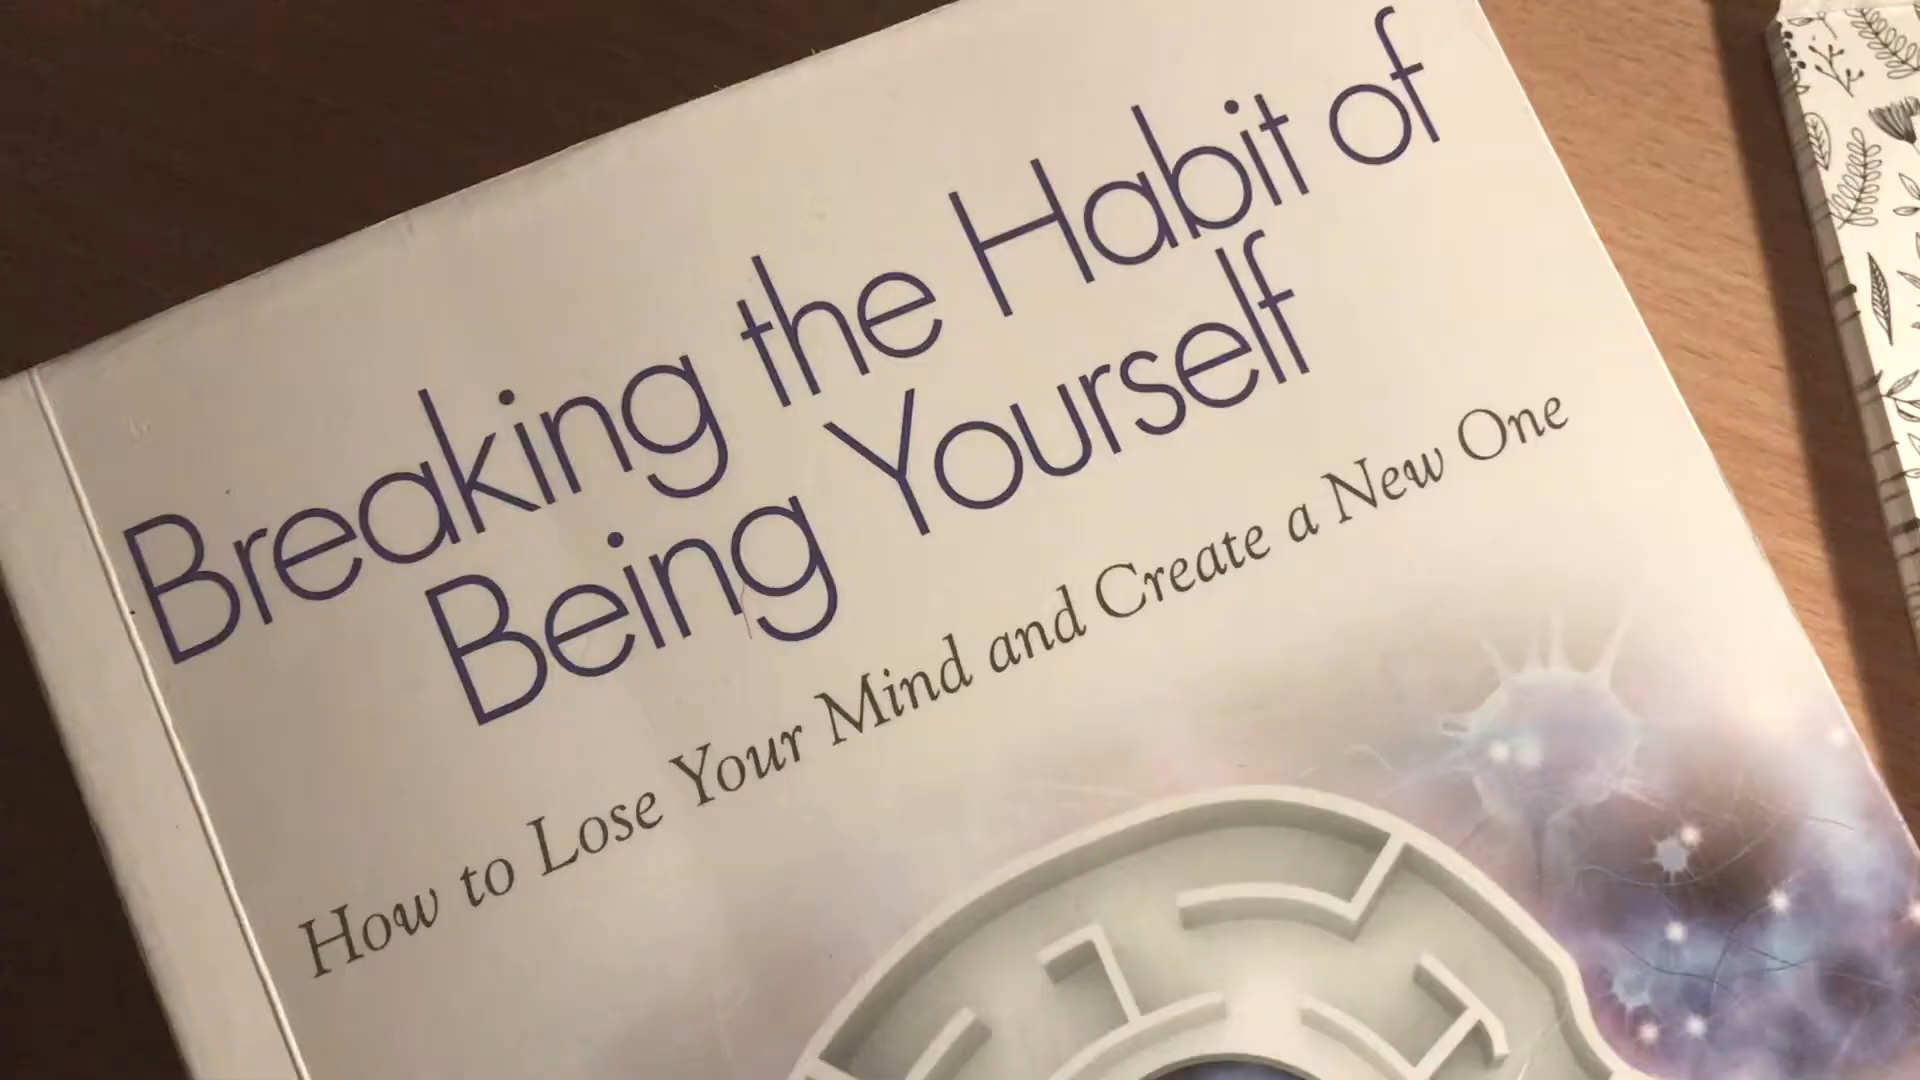 Breaking the Habit of
Being Yourself
How to Lose Your Mind and Create a New One